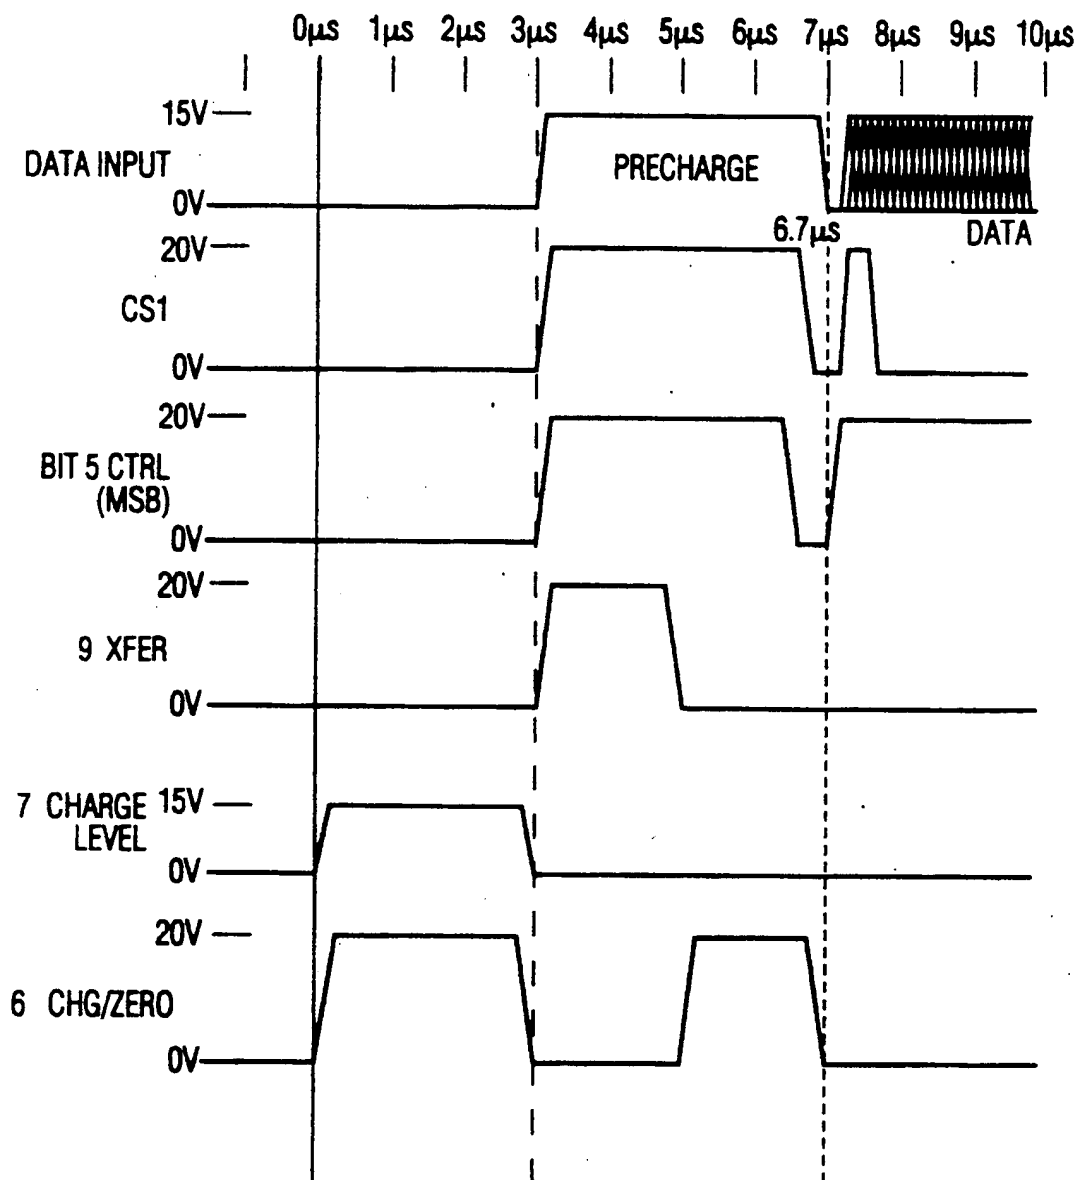 0µs 1µs 2µs 3µs 4µs 5µs 6µs 7µs 8µs 9µs 10µs
15V
DATA INPUT
PRECHARGE
0V
6.7µs
DATA
20V
CS1
0V
20V
BIT 5 CTRL
(MSB)
0V
20V
9 XFER
0V
7 CHARGE 15V
LEVEL
0V
20V
6 CHG/ZERO
0V